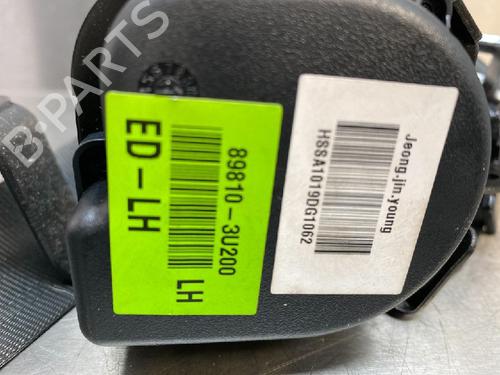 B-PARTS
ED-LH
89810-3U200
LH
Jeong.jin.Young
HSSA1019DG1062